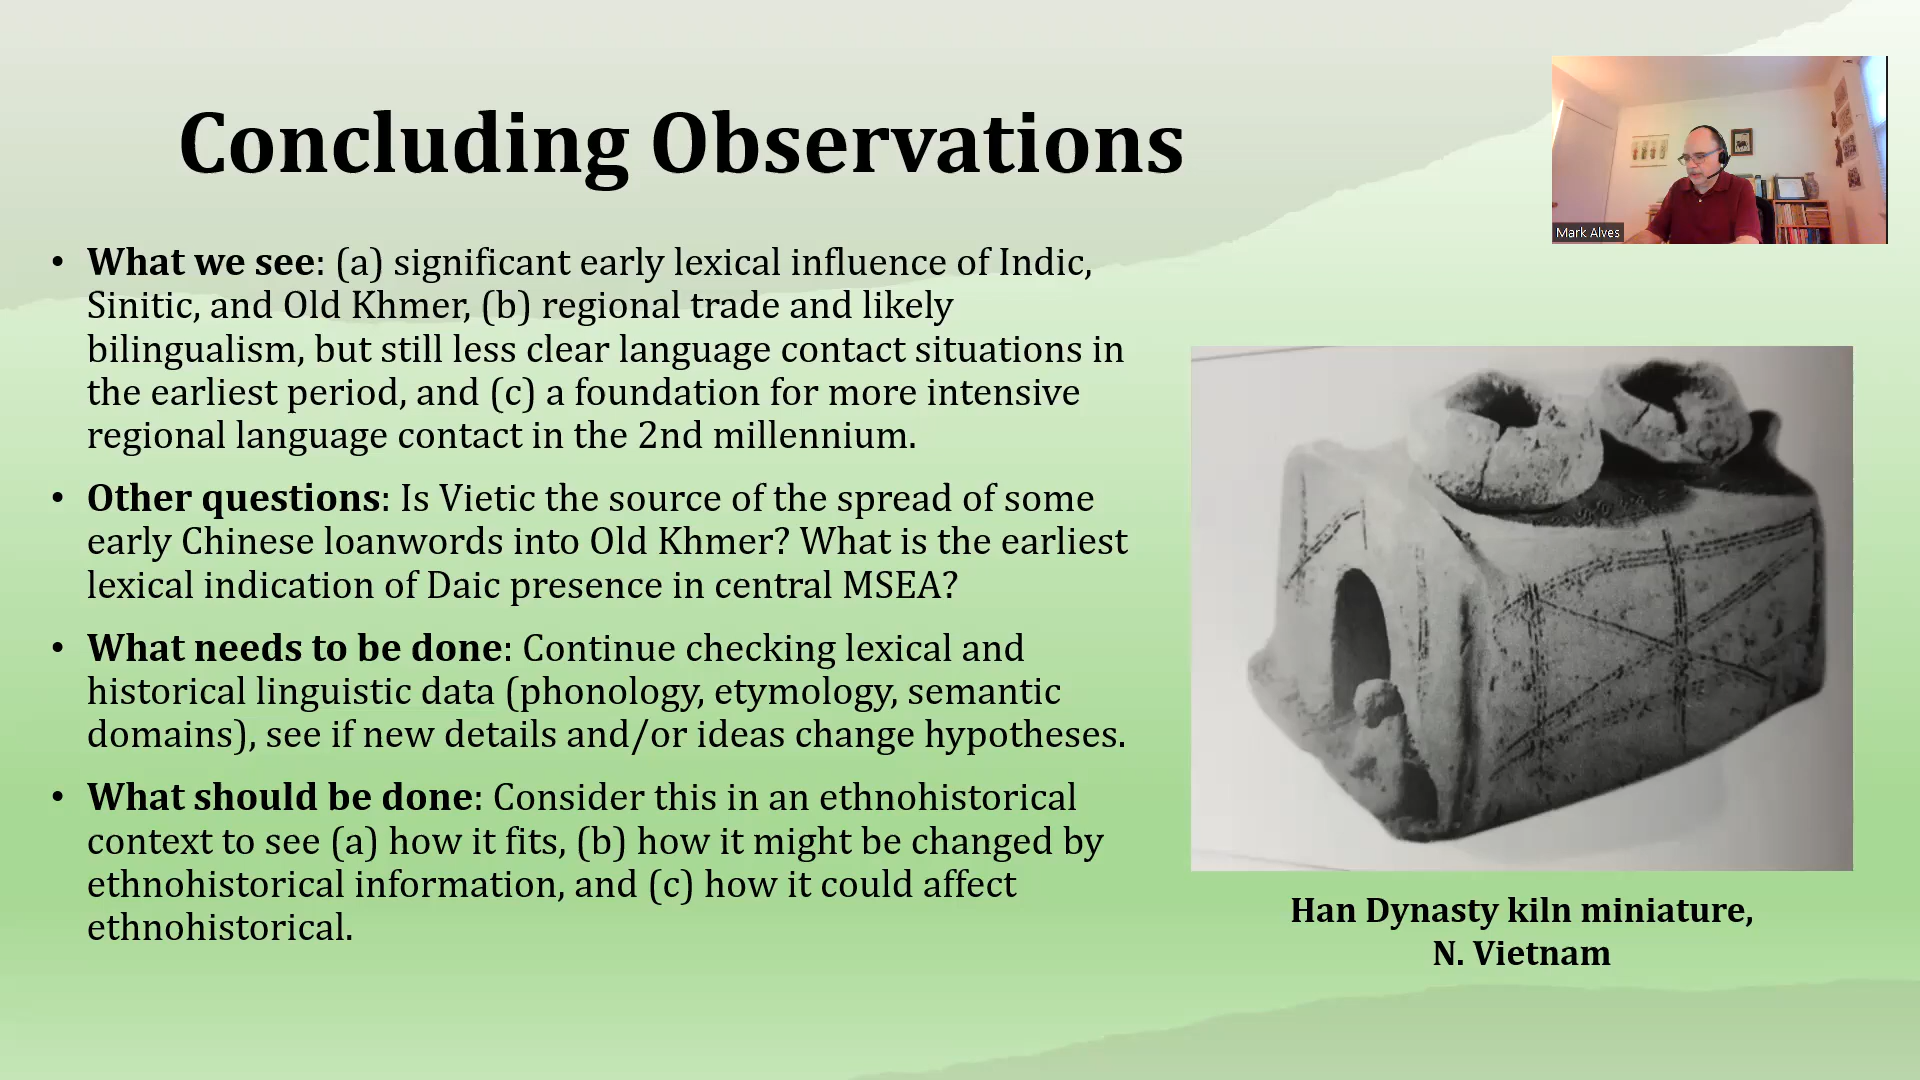 Concluding Observations
Mark Alves
• What we see: (a) significant early lexical influence of Indic,
Sinitic, and Old Khmer, (b) regional trade and likely
bilingualism, but still less clear language contact situations in
the earliest period, and (c) a foundation for more intensive
regional language contact in the 2nd millennium.
• Other questions: Is Vietic the source of the spread of some
early Chinese loanwords into Old Khmer? What is the earliest
lexical indication of Daic presence in central MSEA?
• What needs to be done: Continue checking lexical and
historical linguistic data (phonology, etymology, semantic
domains), see if new details and/or ideas change hypotheses.
• What should be done: Consider this in an ethnohistorical
context to see (a) how it fits, (b) how it might be changed by
ethnohistorical information, and (c) how it could affect
ethnohistorical.
Han Dynasty kiln miniature,
N. Vietnam